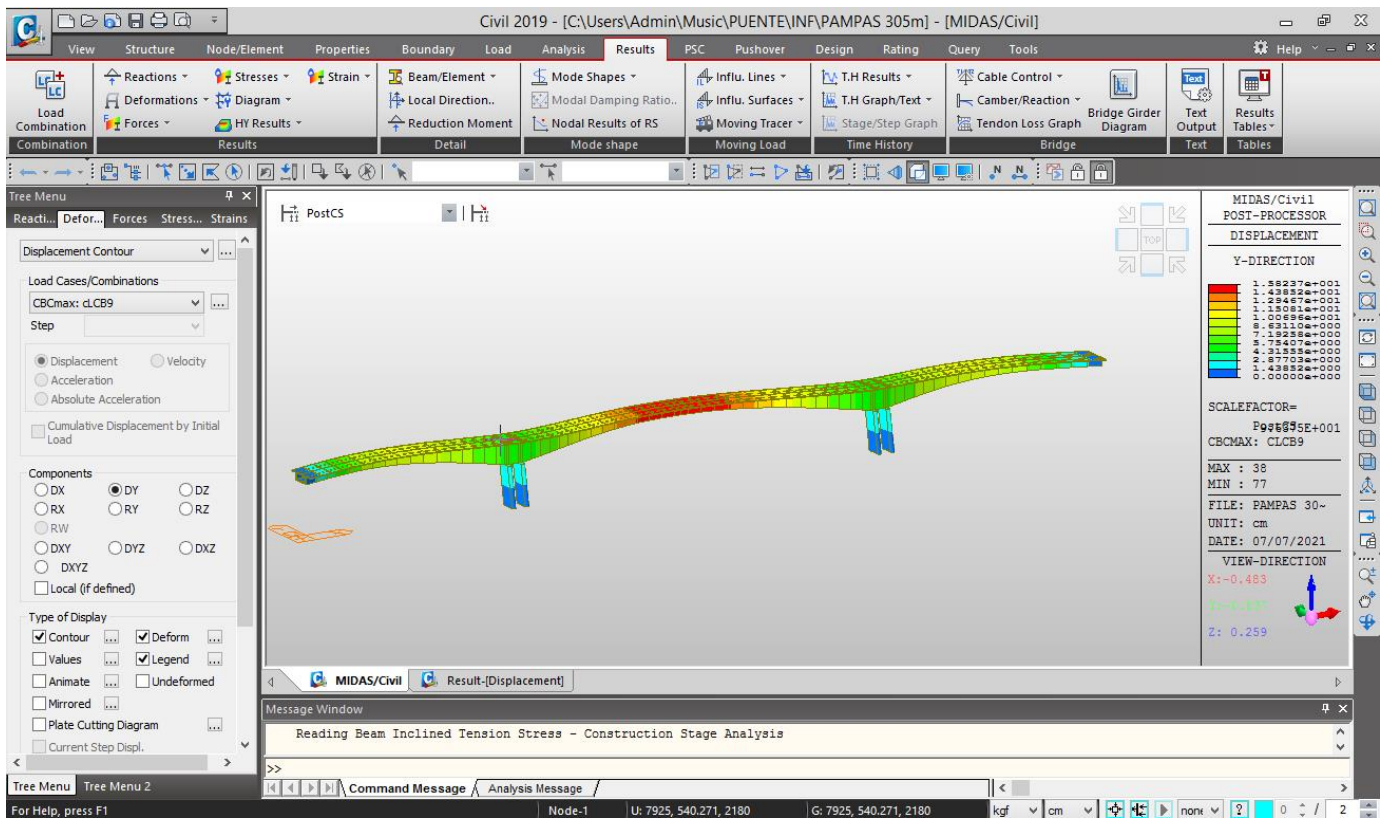 Civil 2019 - [C:\Users\Admin\Music\PUENTE\INF\PAMPAS 305m] - [MIDAS/Civil]
View Structure Node/Element Properties Boundary Load Analysis Results PSC Pushover Design Rating Query Tools Help
Load Combination
Reactions Stresses Strain
Deformations Diagram
Forces HY Results
Beam/Element
Local Direction..
Reduction Moment
Mode Shapes
Modal Damping Ratio..
Nodal Results of RS
Influ. Lines
Influ. Surfaces
Moving Tracer
T.H Results
T.H Graph/Text
Stage/Step Graph
Cable Control
Camber/Reaction
Tendon Loss Graph
Bridge Girder Diagram
Text Output
Results Tables
Combination Results Detail Mode shape Moving Load Time History Bridge Text Tables
Tree Menu
Reacti... Defor... Forces Stress... Strains
Displacement Contour ...
Load Cases/Combinations
CBCmax: cLCB9 ...
Step
Displacement Velocity
Acceleration
Absolute Acceleration
Cumulative Displacement by Initial
Load
Components
DX DY DZ
RX RY RZ
RW
DXY DYZ DXZ
DXYZ
Local (if defined)
Type of Display
Contour ... Deform ...
Values ... Legend ...
Animate ... Undeformed
Mirrored ...
Plate Cutting Diagram ...
Current Step Displ.
Tree Menu Tree Menu 2
PostCS
TOP
MIDAS/Civil
POST-PROCESSOR
DISPLACEMENT
Y-DIRECTION
1.58237e+001
1.43852e+001
1.29467e+001
1.15081e+001
1.00696e+001
8.63110e+000
7.19258e+000
5.75407e+000
4.31555e+000
2.87703e+000
1.43852e+000
0.00000e+000
SCALEFACTOR=
CBCMAX: CLCB9
MAX : 38
MIN : 77
FILE: PAMPAS 30~
UNIT: cm
DATE: 07/07/2021
VIEW-DIRECTION
X:-0.483
Z: 0.259
MIDAS/Civil Result-[Displacement]
Message Window
Reading Beam Inclined Tension Stress - Construction Stage Analysis
>>
Command Message Analysis Message
For Help, press F1 Node-1 U: 7925, 540.271, 2180 G: 7925, 540.271, 2180 kgf cm ? 0 / 2